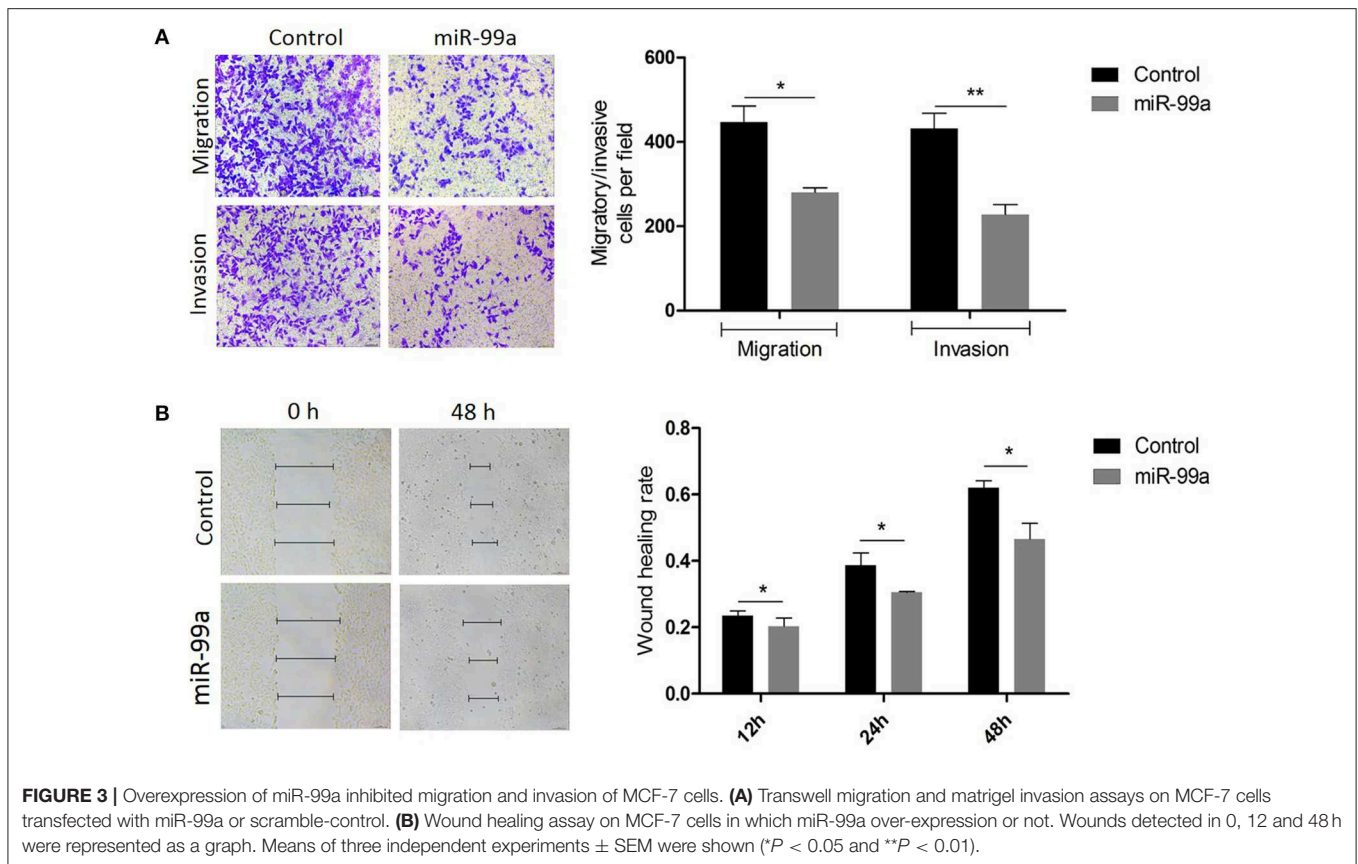 A
Control
miR-99a
Migration
Invasion
600
400
200
0
Migratory/invasive
cells per field
*
**
Migration
Invasion
Control
miR-99a
B
0 h
48 h
Control
miR-99a
0.8
0.6
0.4
0.2
0.0
Wound healing rate
*
*
*
12h
24h
48h
Control
miR-99a
FIGURE 3 | Overexpression of miR-99a inhibited migration and invasion of MCF-7 cells. (A) Transwell migration and matrigel invasion assays on MCF-7 cells
transfected with miR-99a or scramble-control. (B) Wound healing assay on MCF-7 cells in which miR-99a over-expression or not. Wounds detected in 0, 12 and 48 h
were represented as a graph. Means of three independent experiments ± SEM were shown (*P < 0.05 and **P < 0.01).